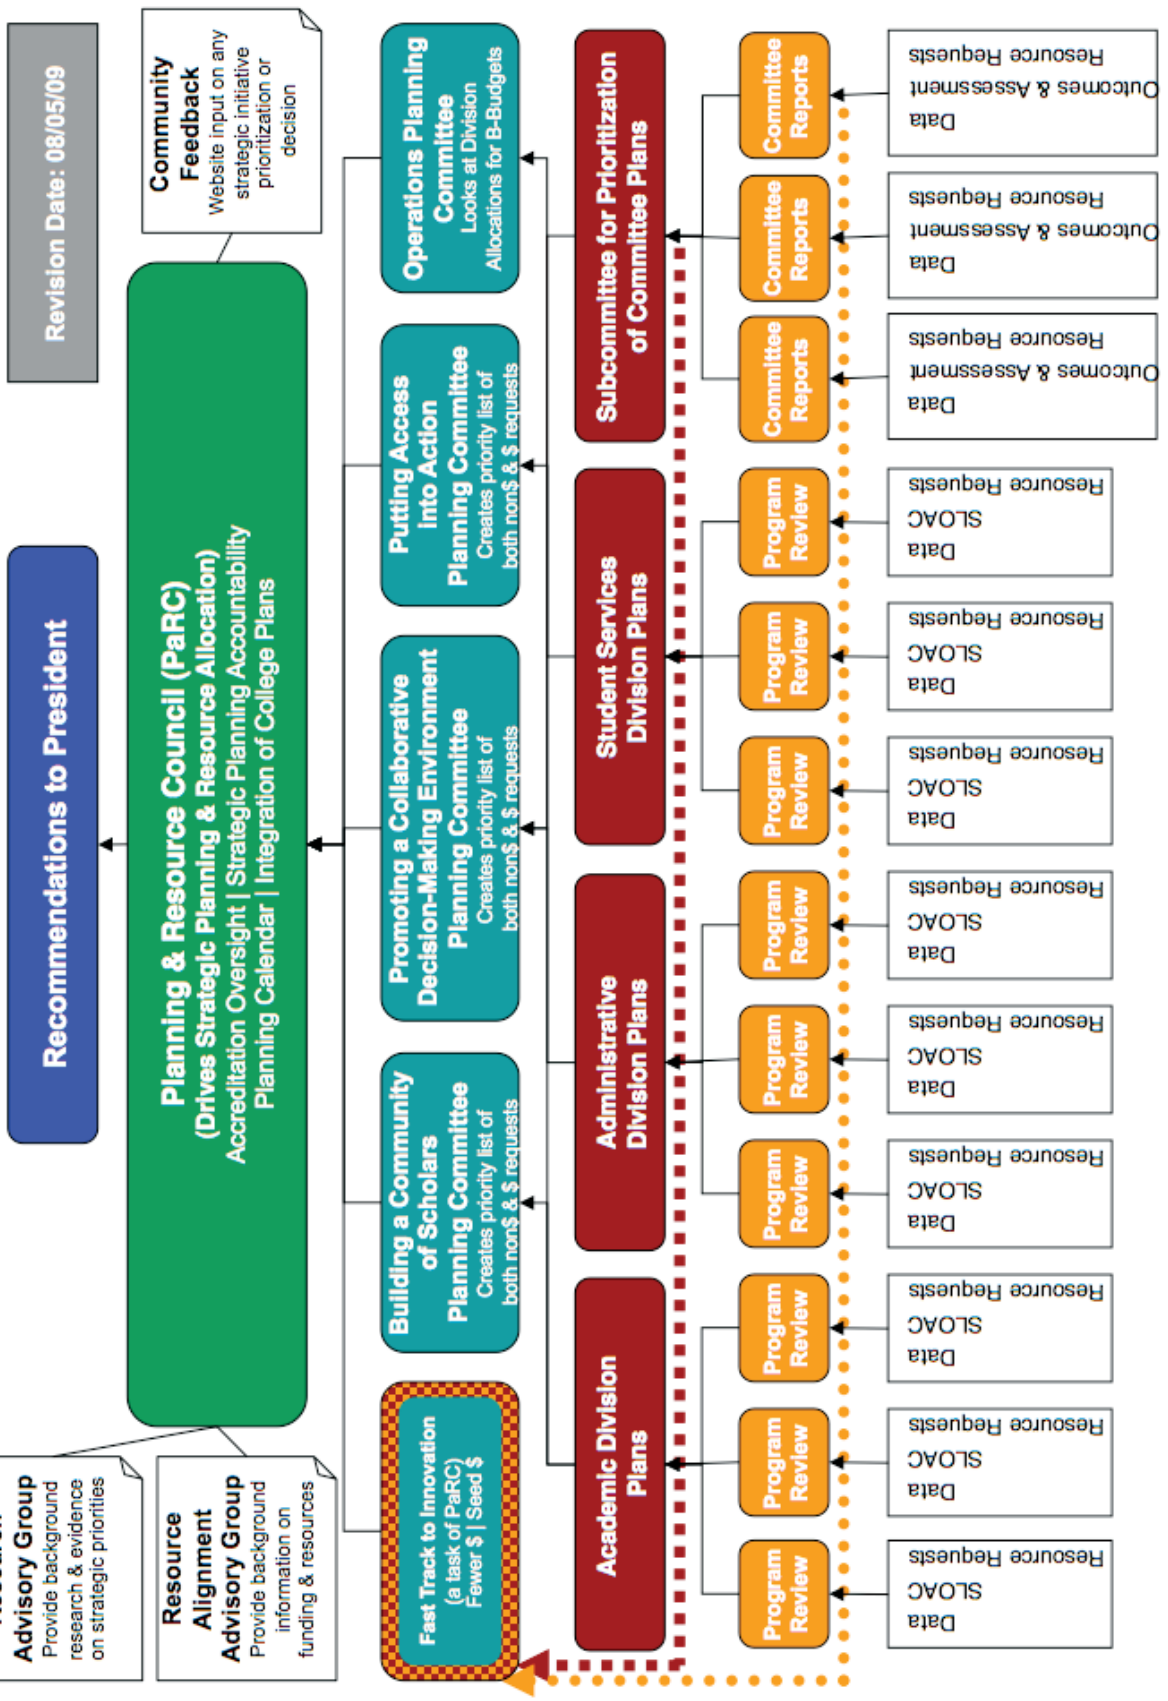 Recommendations to President
Revision Date: 08/05/09
Advisory Group
Provide background
research & evidence
on strategic priorities
Resource
Alignment
Advisory Group
Provide background
information on
funding & resources
Planning & Resource Council (PaRC)
(Drives Strategic Planning & Resource Allocation)
Accreditation Oversight | Strategic Planning Accountability
Planning Calendar | Integration of College Plans
Community
Feedback
Website input on any
strategic initiative
prioritization or
decision
Fast Track to Innovation
(a task of PaRC)
Fewer $ | Seed $
Building a Community
of Scholars
Planning Committee
Creates priority list of
both non$ & $ requests
Promoting a Collaborative
Decision-Making Environment
Planning Committee
Creates priority list of
both non$ & $ requests
Putting Access
into Action
Planning Committee
Creates priority list of
both non$ & $ requests
Operations Planning
Committee
Looks at Division
Allocations for B-Budgets
Academic Division
Plans
Administrative
Division Plans
Student Services
Division Plans
Subcommittee for Prioritization
of Committee Plans
Program
Review
Program
Review
Program
Review
Program
Review
Program
Review
Program
Review
Program
Review
Program
Review
Program
Review
Committee
Reports
Committee
Reports
Committee
Reports
Data
SLOAC
Resource Requests
Data
SLOAC
Resource Requests
Data
SLOAC
Resource Requests
Data
SLOAC
Resource Requests
Data
SLOAC
Resource Requests
Data
SLOAC
Resource Requests
Data
SLOAC
Resource Requests
Data
SLOAC
Resource Requests
Data
SLOAC
Resource Requests
Data
Outcomes & Assessment
Resource Requests
Data
Outcomes & Assessment
Resource Requests
Data
Outcomes & Assessment
Resource Requests